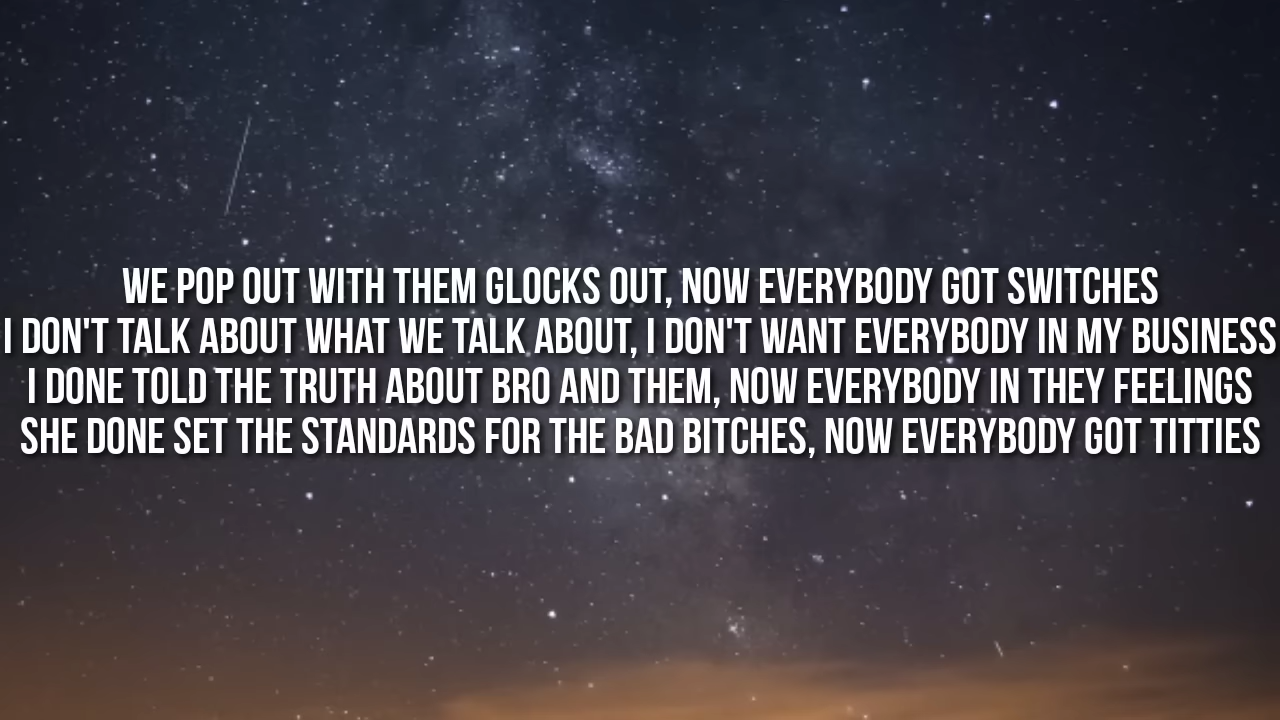 WE POP OUT WITH THEM GLOCKS OUT, NOW EVERYBODY GOT SWITCHES
I DON'T TALK ABOUT WHAT WE TALK ABOUT, I DON'T WANT EVERYBODY IN MY BUSINESS
I DONE TOLD THE TRUTH ABOUT BRO AND THEM, NOW EVERYBODY IN THEY FEELINGS
SHE DONE SET THE STANDARDS FOR THE BAD BITCHES, NOW EVERYBODY GOT TITTIES